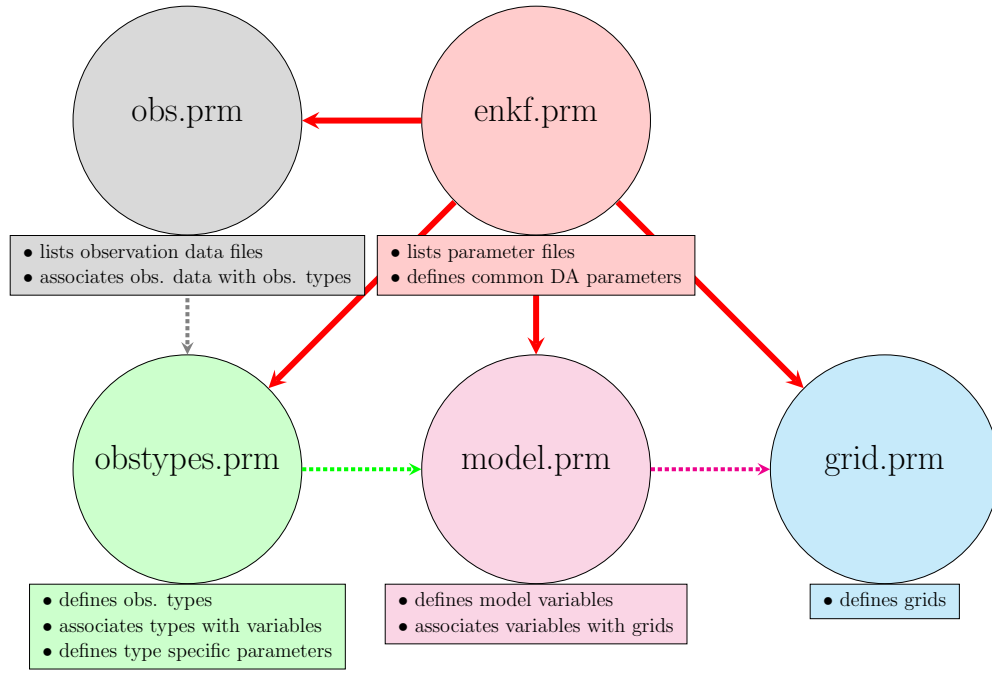 obs.prm
enkf.prm
● lists observation data files
● associates obs. data with obs. types
● lists parameter files
● defines common DA parameters
obstypes.prm
model.prm
grid.prm
● defines obs. types
● associates types with variables
● defines type specific parameters
● defines model variables
● associates variables with grids
● defines grids